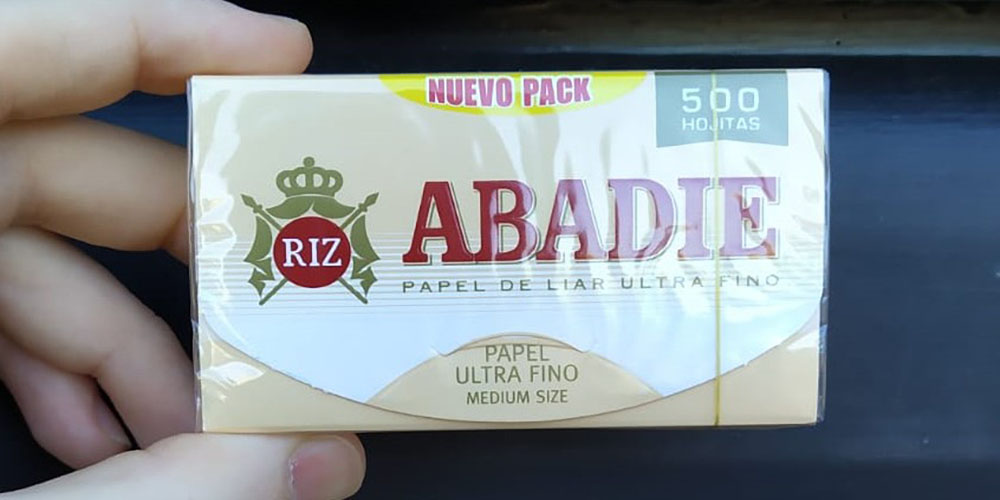 NUEVO PACK
500
HOJITAS
RIZ
ABADIE
PAPEL DE LIAR ULTRA FINO
PAPEL
ULTRA FINO
MEDIUM SIZE